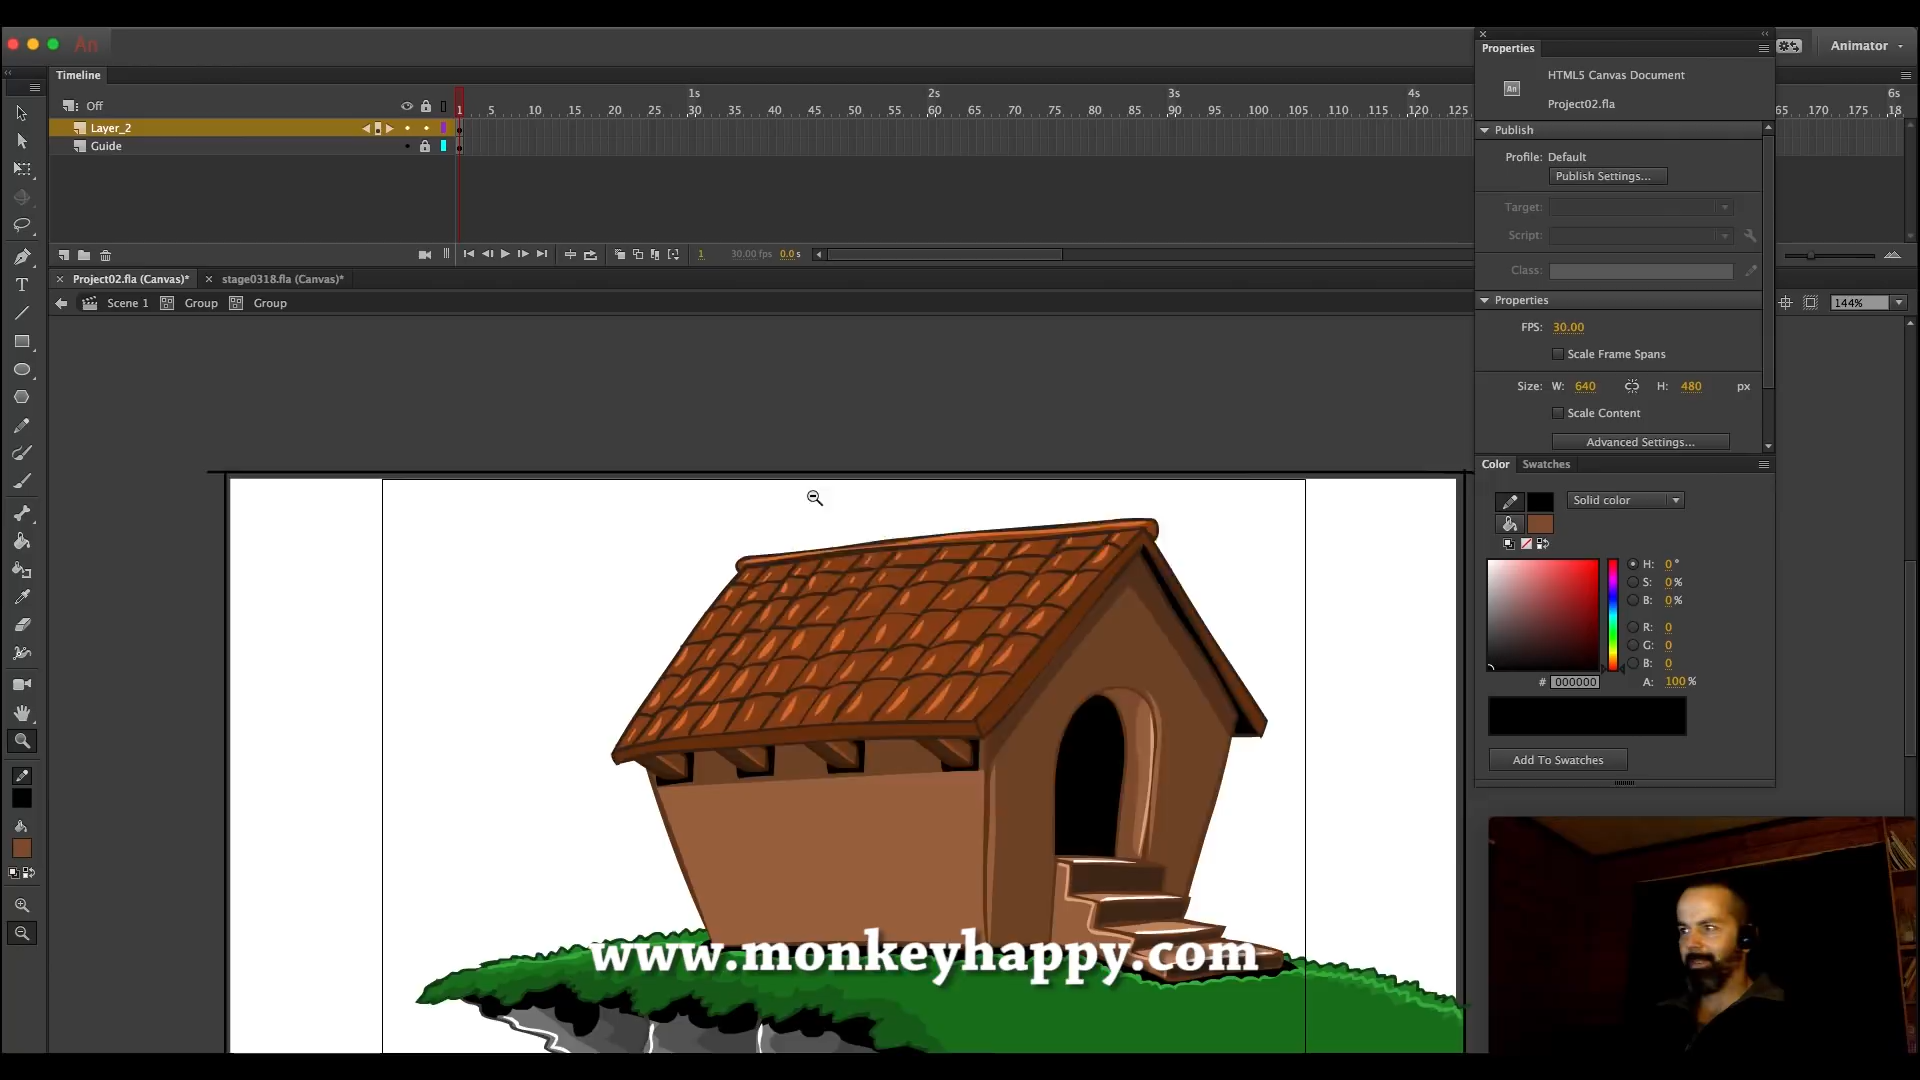 An
Animator
Timeline
Properties
HTML5 Canvas Document
Project02.fla
An
Off
1s 2s 3s 4s 6s
1 5 10 15 20 25 30 35 40 45 50 55 60 65 70 75 80 85 90 95 100 105 110 115 120 125 65 170 175 18
Layer_2
Guide
Publish
Profile: Default
Publish Settings...
Target:
Script:
Class:
1 30.00 fps 0.0 s
Project02.fla (Canvas)*
stage0318.fla (Canvas)*
Scene 1
Group
Group
144%
Properties
FPS: 30.00
Scale Frame Spans
Size: W: 640 H: 480 px
Scale Content
Advanced Settings...
Color
Swatches
Solid color
H: 0 °
S: 0 %
B: 0 %
R: 0
G: 0
B: 0
# 000000
A: 100 %
Add To Swatches
www.monkeyhappy.com